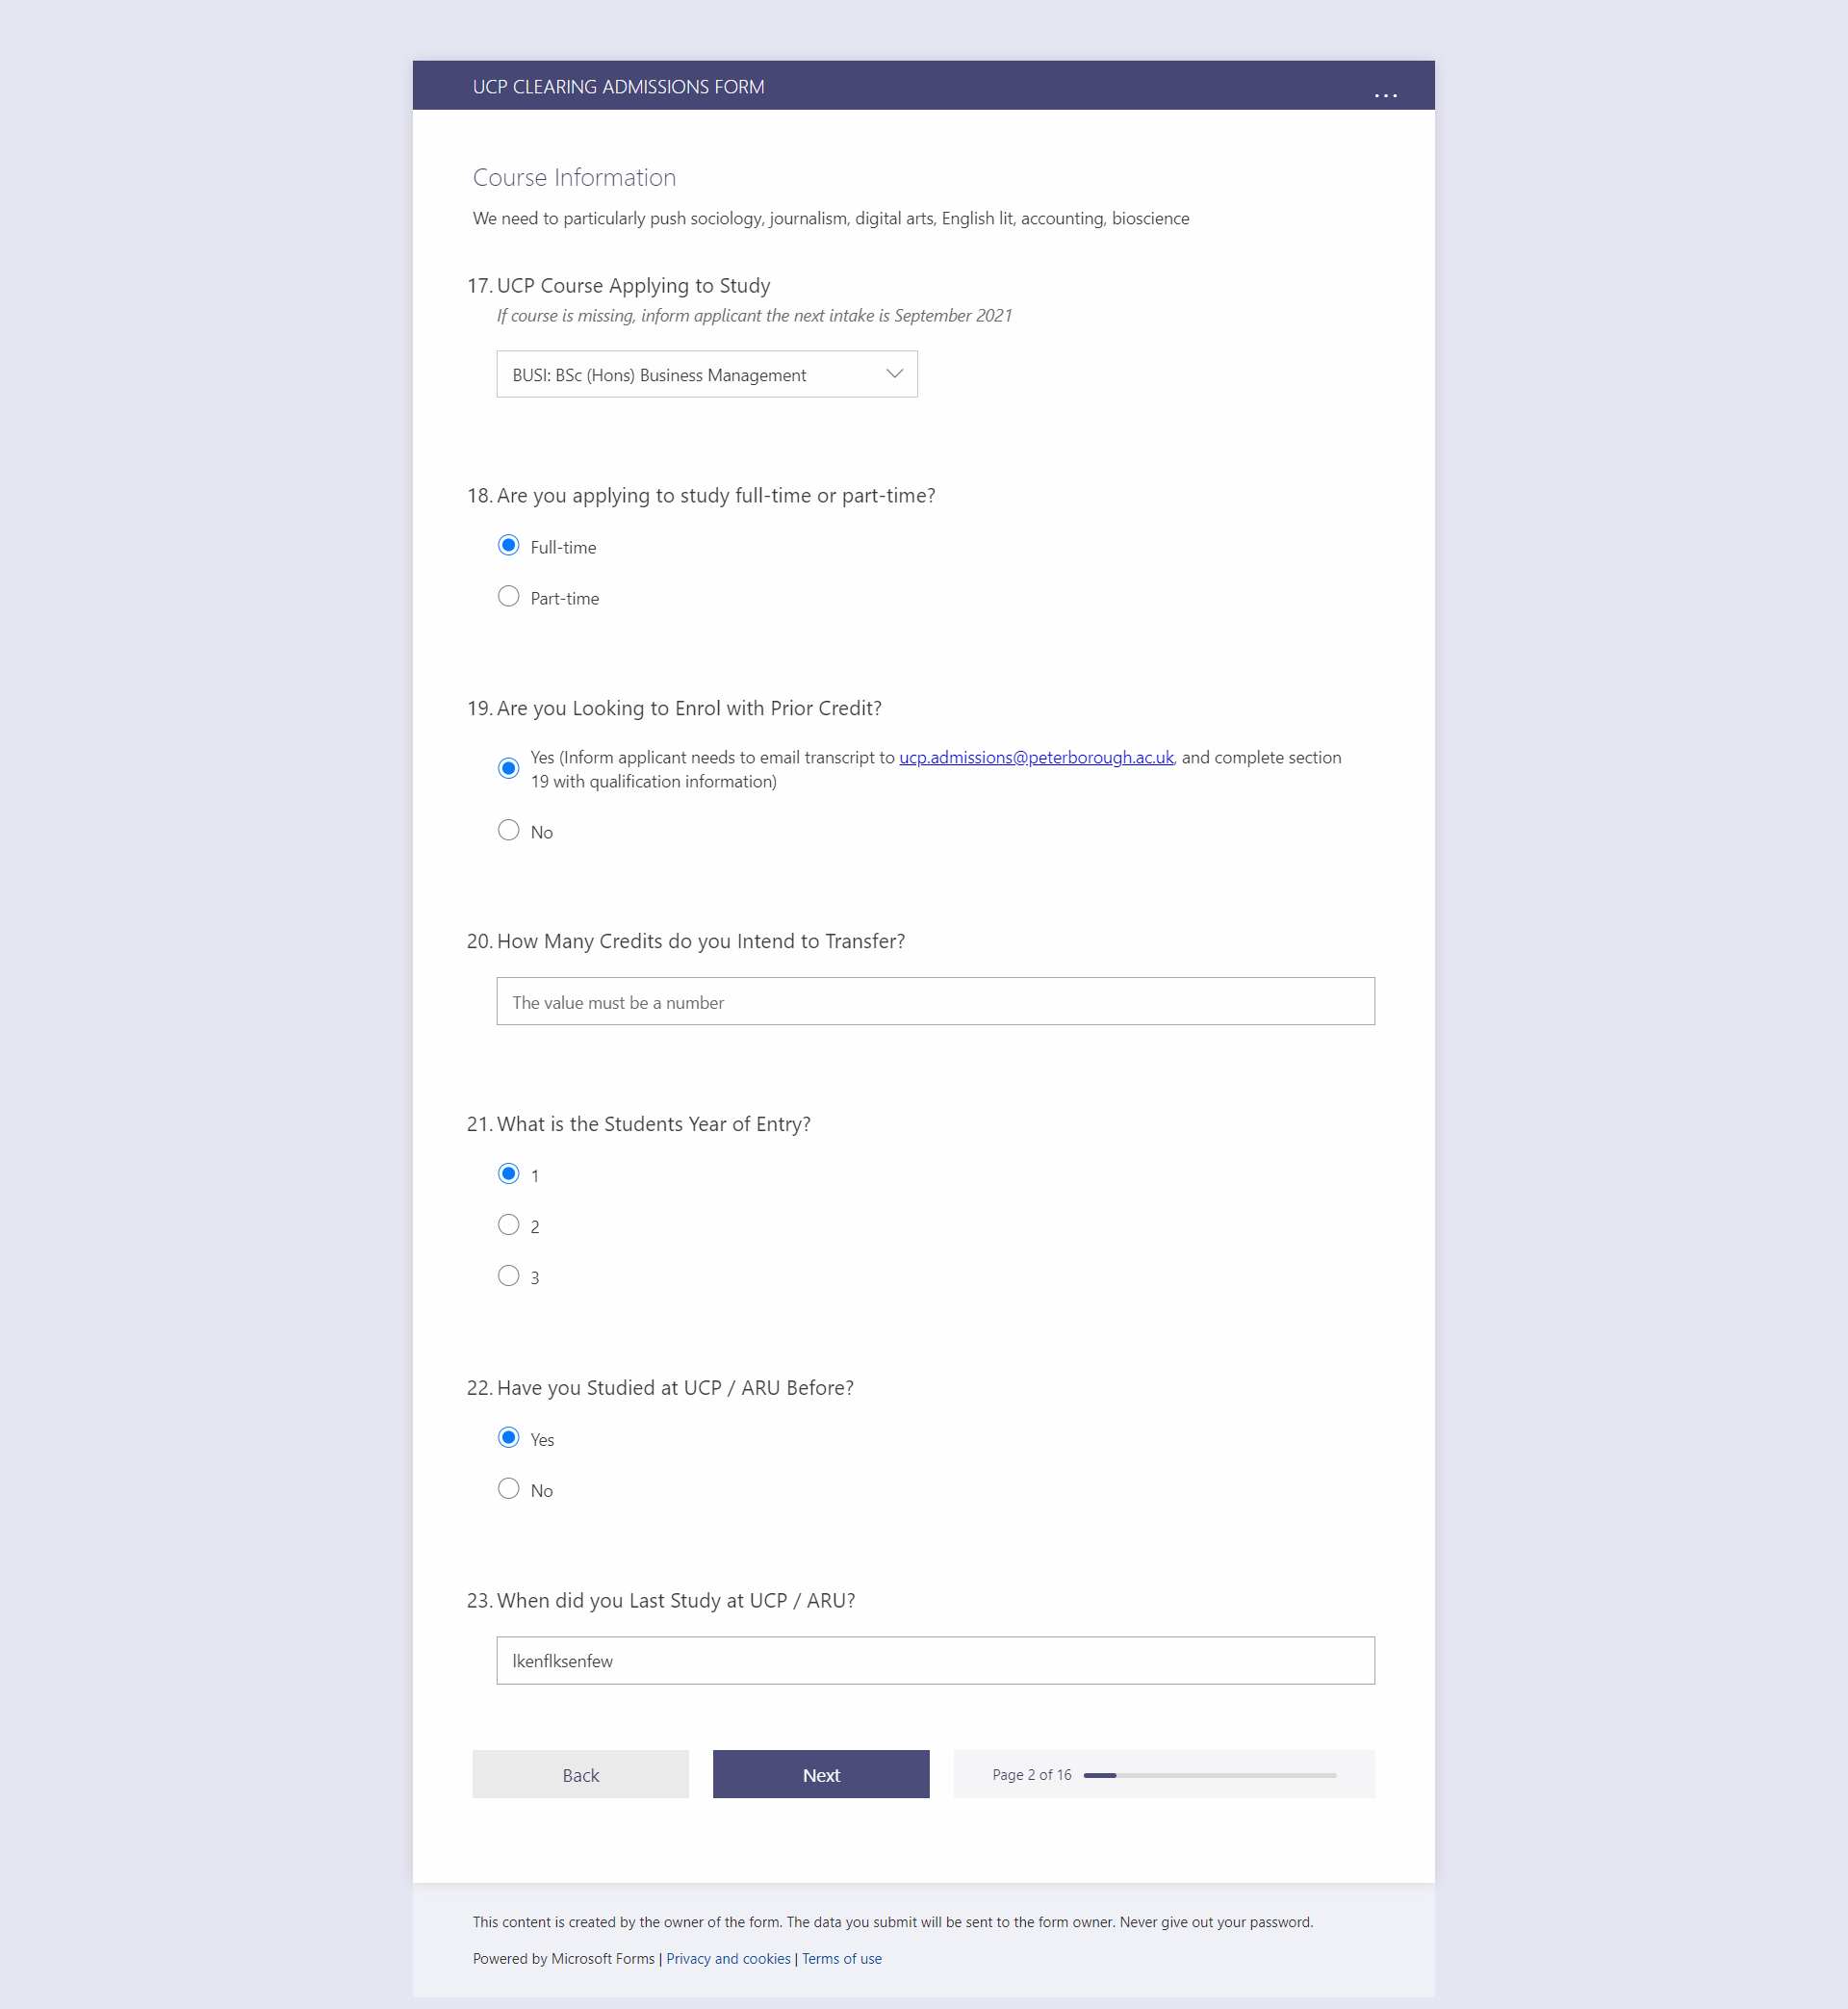 UCP CLEARING ADMISSIONS FORM
...
Course Information
We need to particularly push sociology, journalism, digital arts, English lit, accounting, bioscience
17. UCP Course Applying to Study
If course is missing, inform applicant the next intake is September 2021
BUSI: BSc (Hons) Business Management
18. Are you applying to study full-time or part-time?
Full-time
Part-time
19. Are you Looking to Enrol with Prior Credit?
Yes (Inform applicant needs to email transcript to ucp.admissions@peterborough.ac.uk, and complete section
19 with qualification information)
No
20. How Many Credits do you Intend to Transfer?
The value must be a number
21. What is the Students Year of Entry?
1
2
3
22. Have you Studied at UCP / ARU Before?
Yes
No
23. When did you Last Study at UCP / ARU?
lkenflksenfew
Back Next Page 2 of 16
This content is created by the owner of the form. The data you submit will be sent to the form owner. Never give out your password.
Powered by Microsoft Forms | Privacy and cookies | Terms of use